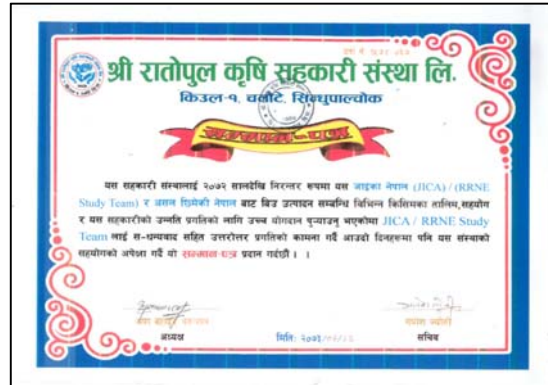 श्री रातोपुल कृषि सहकारी संस्था लि.
किउल-१, चनौटे, सिन्धुपाल्चोक
सम्मान-पत्र
यस सहकारी संस्थालाई २०७२ सालदेखि निरन्तर रूपमा यस जाइका नेपाल (JICA) / (RRNE
Study Team) र असल छिमेकी नेपाल बाट बिउ उत्पादन सम्बन्धि विभिन्न किसिमका तालिम,सहयोग
र यस सहकारीको उन्नति प्रगतिको लागि उच्च योगदान पुऱ्याउनु भएकोमा JICA / RRNE Study
Team लाई स-धन्यवाद सहित उत्तरोत्तर प्रगतिको कामना गर्दै आउदो दिनहरूमा पनि यस संस्थाको
सहयोगको अपेक्षा गर्दै यो सम्मान-पत्र प्रदान गर्दछौं । ।
अध्यक्ष
मितिः २०७३
सचिव